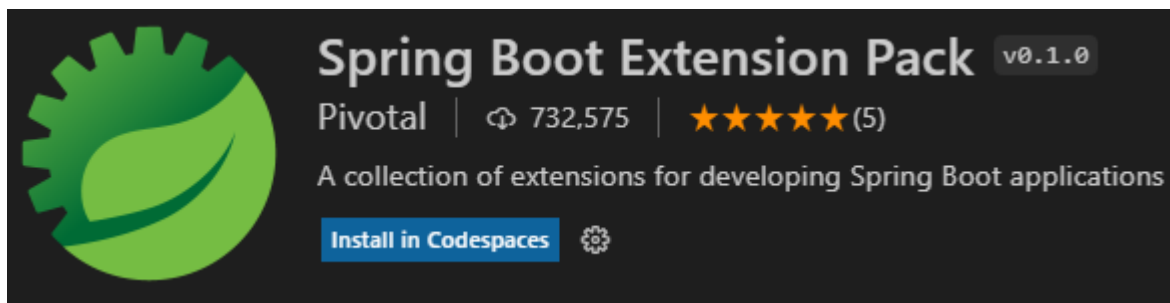 Spring Boot Extension Pack v0.1.0
Pivotal 732,575 ★★★★★(5)
A collection of extensions for developing Spring Boot applications
Install in Codespaces